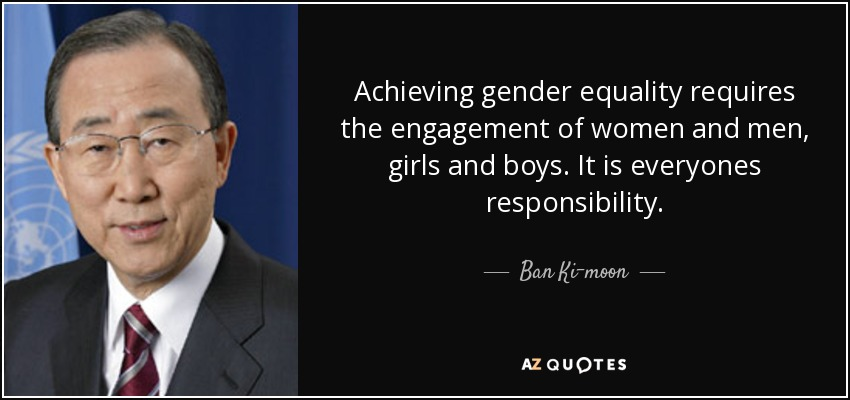 Achieving gender equality requires
the engagement of women and men,
girls and boys. It is everyones
responsibility.
Ban Ki-moon
AZ QUOTES